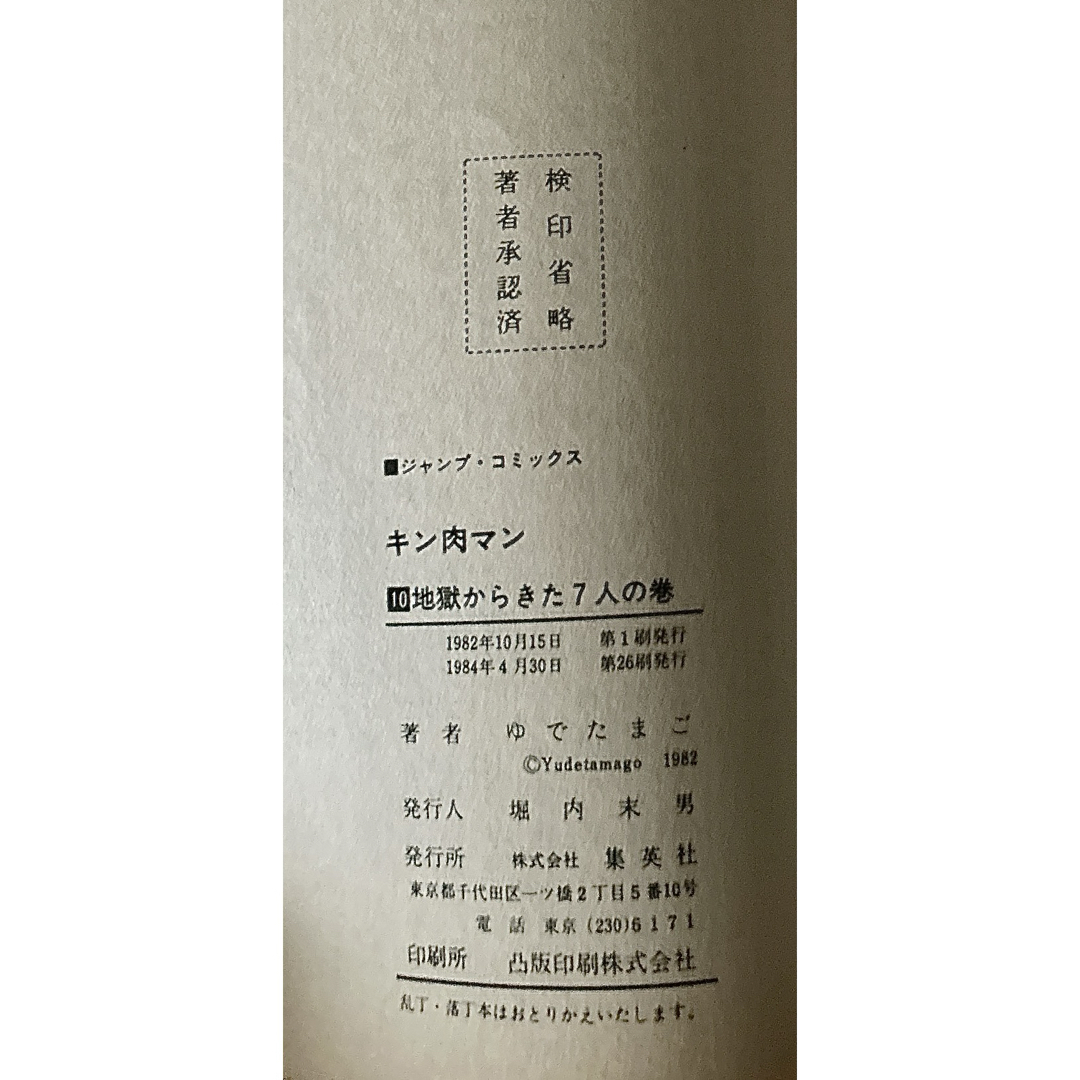 検印省略
著者承認済
■ジャンプ・コミックス
キン肉マン
10地獄からきた7人の巻
1982年10月15日 第1刷発行
1984年4月30日 第26刷発行
著者 ゆでたまご
©Yudetamago 1982
発行人 堀内末男
発行所 株式会社 集英社
東京都千代田区一ツ橋2丁目5番10号
電話 東京(230)6171
印刷所 凸版印刷株式会社
乱丁・落丁本はおとりかえいたします。